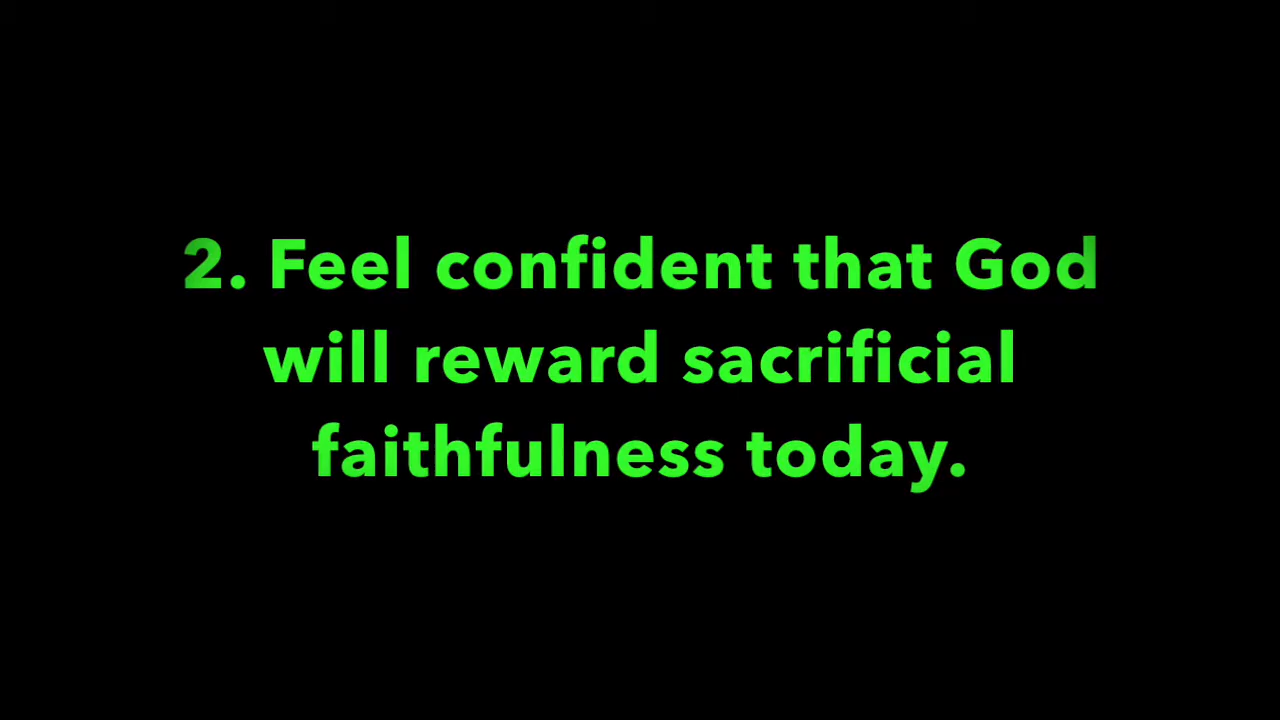 2. Feel confident that God
will reward sacrificial
faithfulness today.